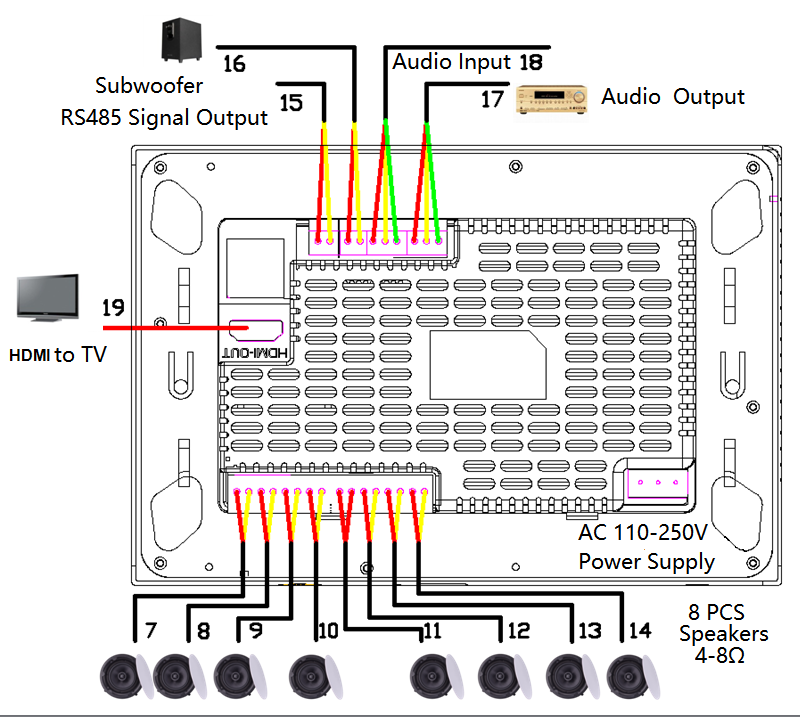 16
Audio Input 18
Subwoofer
15
17
Audio Output
RS485 Signal Output
19
HDMI to TV
HDMI-OUT
AC 110-250V
Power Supply
7
8
9
10
11
12
13
14
8 PCS
Speakers
4-8Ω